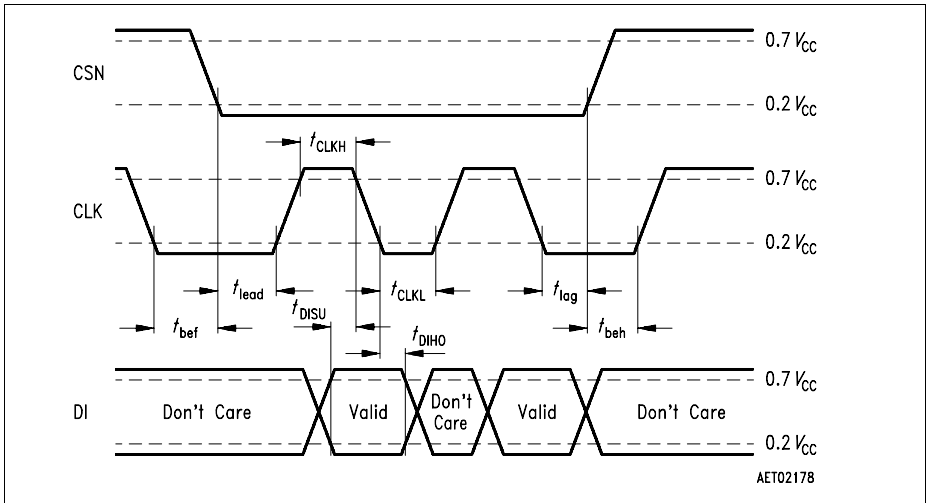 0.7 VCC
CSN
0.2 VCC
tCLKH
0.7 VCC
CLK
0.2 VCC
tlead
tCLKL
tlag
tDISU
tbef
tDIHO
tbeh
0.7 VCC
DI
Don't Care
Valid
Don't
Care
Valid
Don't Care
0.2 VCC
AET02178